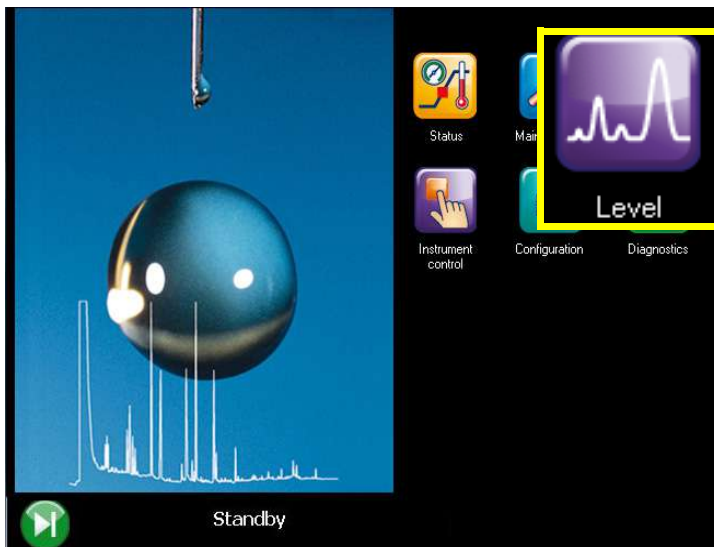 Status
Level
Instrument
control
Configuration
Diagnostics
Standby